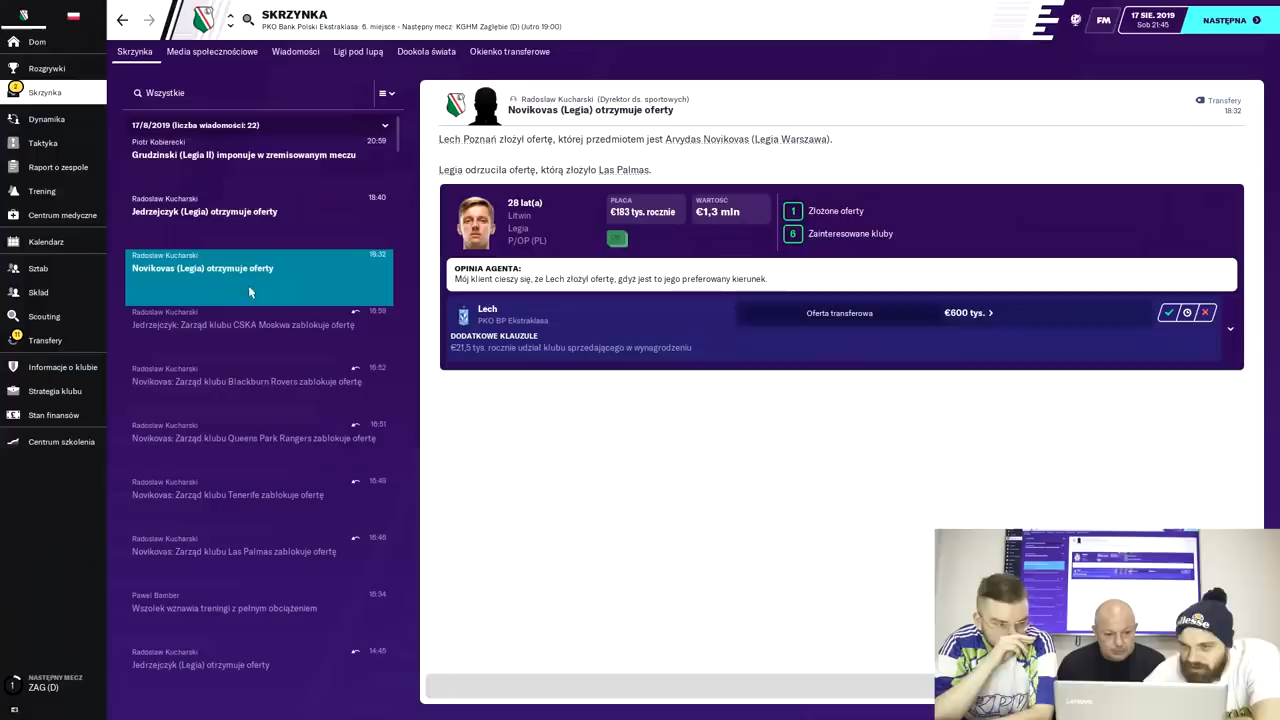 SKRZYNKA
PKO Bank Polski Ekstraklasa: 6. miejsce - Następny mecz: KGHM Zagłębie (D) (Jutro 19:00)
FM
17 SIE. 2019
Sob 21:45
NASTĘPNA
Skrzynka
Media społecznościowe
Wiadomości
Ligi pod lupą
Dookoła świata
Okienko transferowe
Rozgrywki
2
Skrzynka
Dynamika
Taktyka
Raport o zespole
Trening
Centrum medyczne
Kalendarz
Sztab
Skład
Scouting
11
Transfery
Informacje o klubie
Strategia klubu
Stan finansów
Centrum szkolenia
1
NASTĘPNY MECZ
ZAG (D)
Wszystkie
17/8/2019 (liczba wiadomości: 22)
Piotr Kobierecki
20:59
Grudzinski (Legia II) imponuje w zremisowanym meczu
Radoslaw Kucharski
18:40
Jedrzejczyk (Legia) otrzymuje oferty
Radoslaw Kucharski
18:32
Novikovas (Legia) otrzymuje oferty
Radoslaw Kucharski
16:59
Jedrzejczyk: Zarząd klubu CSKA Moskwa zablokuje ofertę
Radoslaw Kucharski
16:52
Novikovas: Zarząd klubu Blackburn Rovers zablokuje ofertę
Radoslaw Kucharski
16:51
Novikovas: Zarząd klubu Queens Park Rangers zablokuje ofertę
Radoslaw Kucharski
16:49
Novikovas: Zarząd klubu Tenerife zablokuje ofertę
Radoslaw Kucharski
16:46
Novikovas: Zarząd klubu Las Palmas zablokuje ofertę
Pawel Bamber
16:34
Wszolek wznawia treningi z pełnym obciążeniem
Radoslaw Kucharski
14:45
Jedrzejczyk (Legia) otrzymuje oferty
Radoslaw Kucharski (Dyrektor ds. sportowych)
Novikovas (Legia) otrzymuje oferty
Transfery
18:32
Lech Poznań złożył ofertę, której przedmiotem jest Arvydas Novikovas (Legia Warszawa).
Legia odrzuciła ofertę, którą złożyło Las Palmas.
28 lat(a)
Litwin
Legia
P/OP (PL)
PŁACA
€183 tys. rocznie
WARTOŚĆ
€1,3 mln
1
Złożone oferty
6
Zainteresowane kluby
OPINIA AGENTA:
Mój klient cieszy się, że Lech złożył ofertę, gdyż jest to jego preferowany kierunek.
Lech
PKO BP Ekstraklasa
Oferta transferowa
€600 tys.
DODATKOWE KLAUZULE
€21,5 tys. rocznie udział klubu sprzedającego w wynagrodzeniu
ellesse
Lenovo